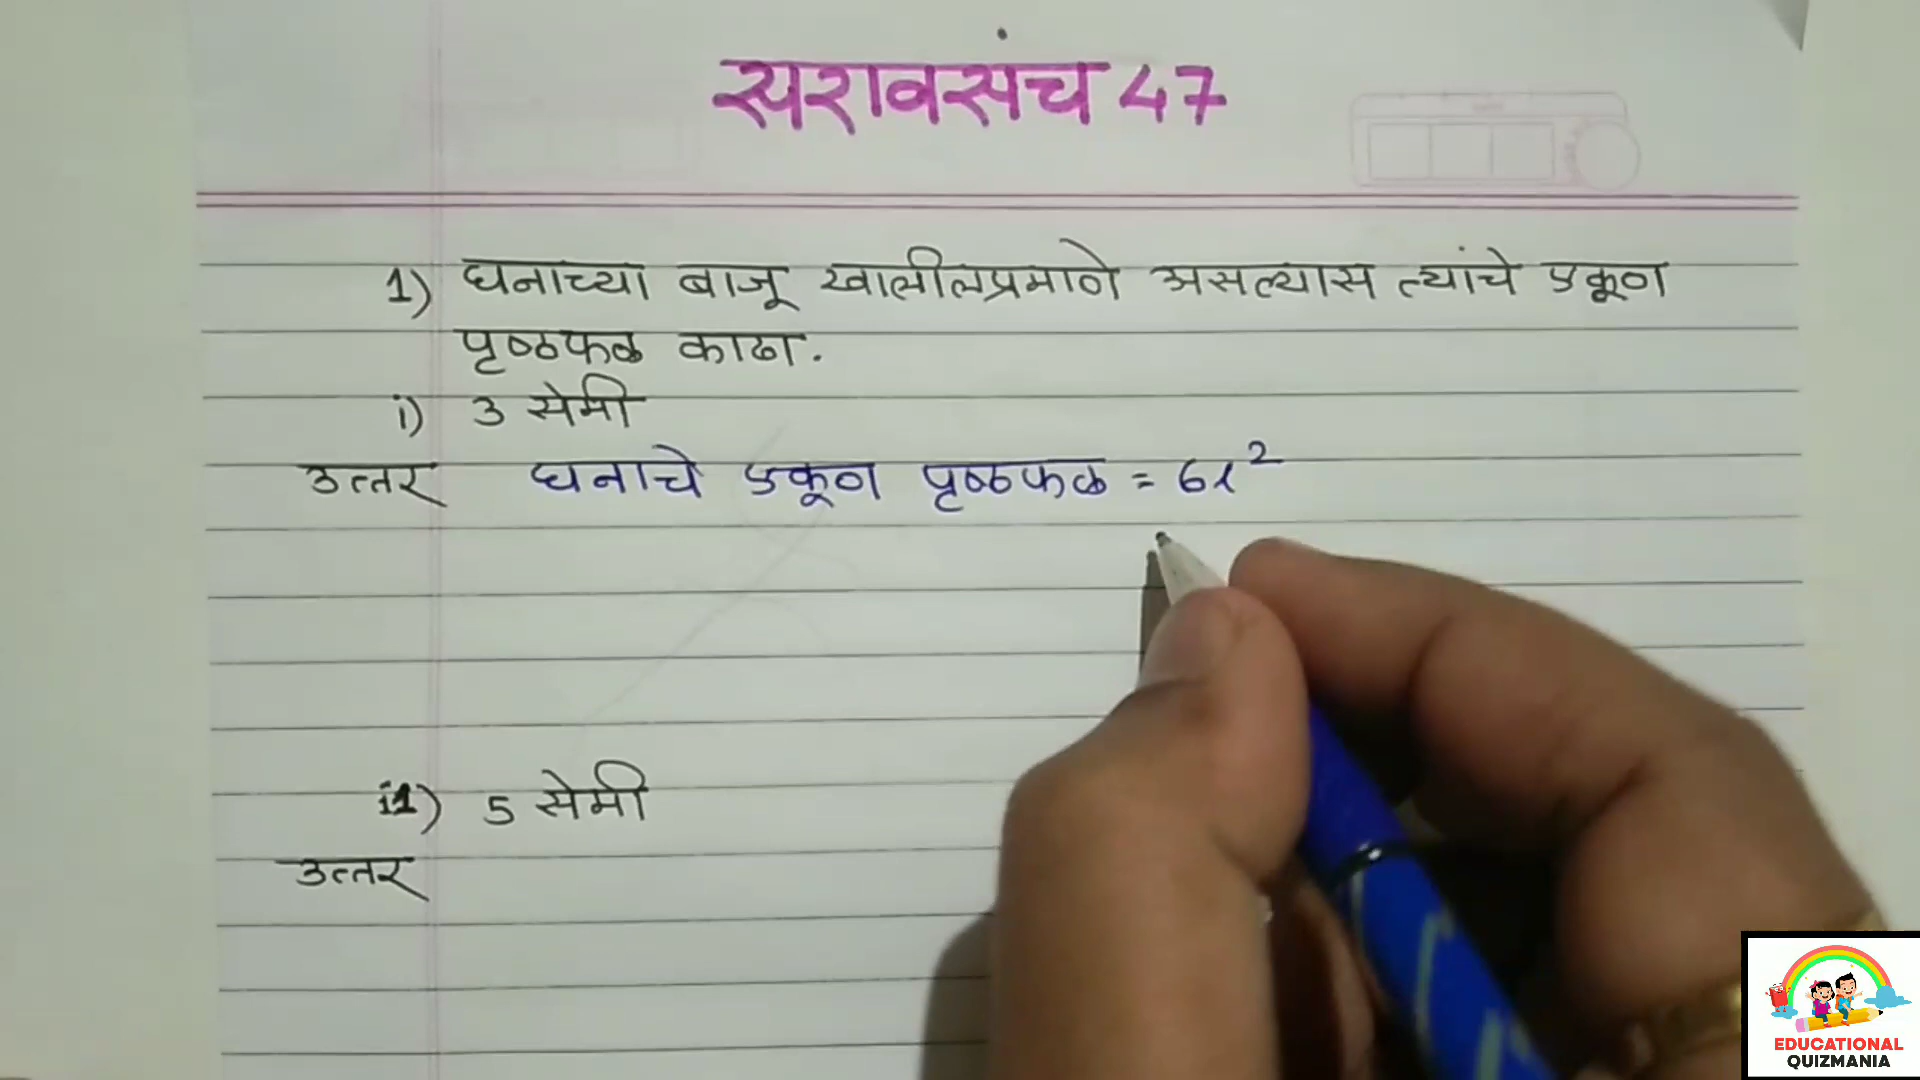 सरावसंच 47
1) घनाच्या बाजू खालीलप्रमाणे असल्यास त्यांचे एकूण
पृष्ठफळ काढा.
i) 3 सेमी
उत्तर घनाचे एकूण पृष्ठफळ = 6l²
ii) 5 सेमी
उत्तर
EDUCATIONAL
QUIZMANIA